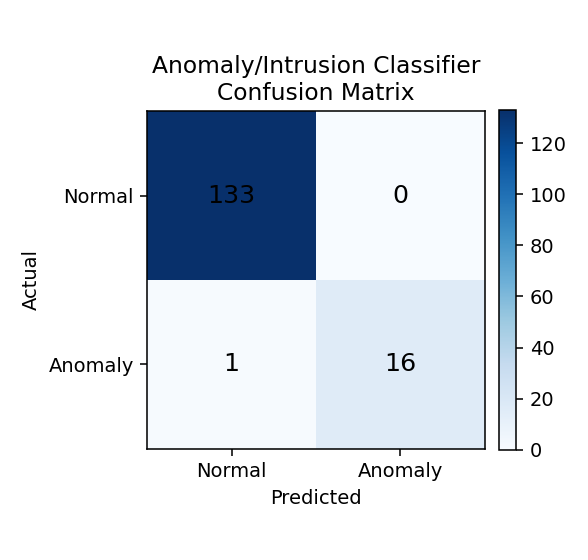 Anomaly/Intrusion Classifier
Confusion Matrix
Actual
Normal
133
0
Anomaly
1
16
Normal
Anomaly
Predicted
120
100
80
60
40
20
0